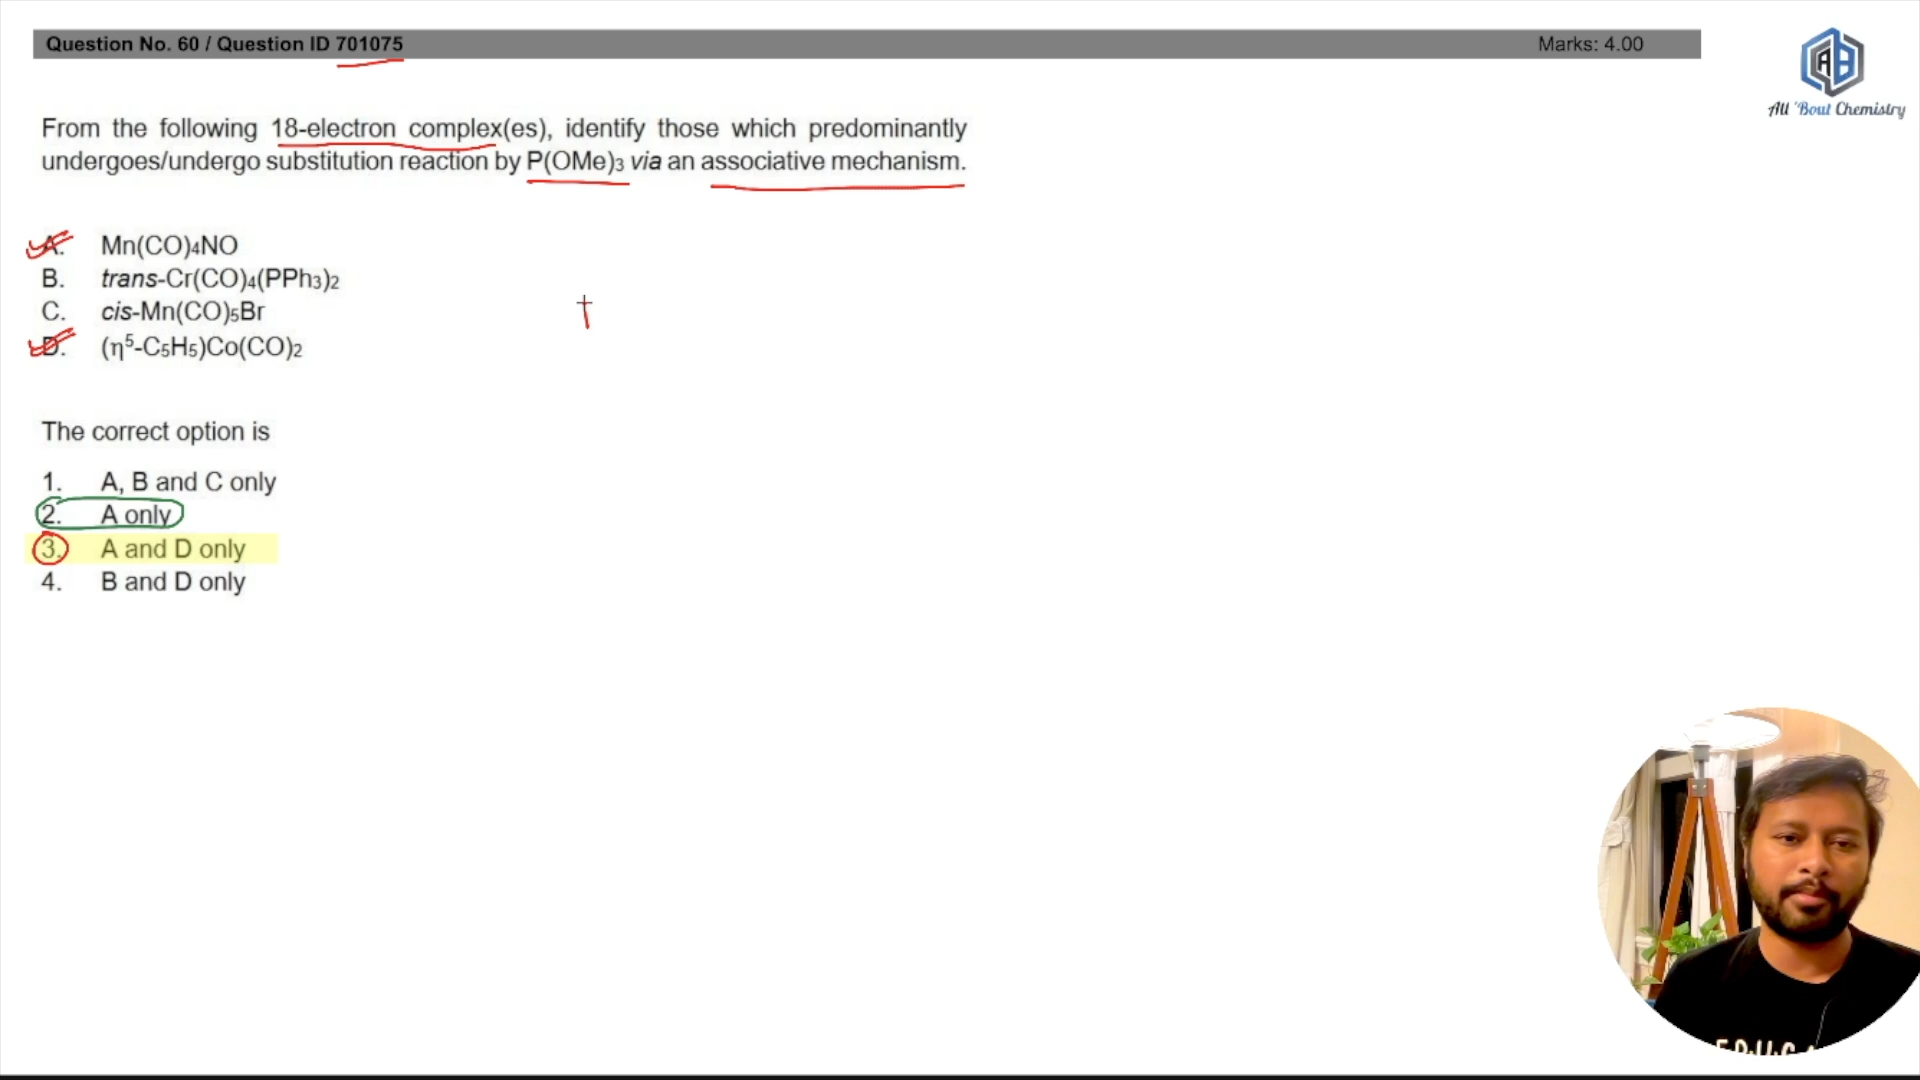 Question No. 60 / Question ID 701075 Marks: 4.00
All 'Bout Chemistry
From the following 18-electron complex(es), identify those which predominantly
undergoes/undergo substitution reaction by P(OMe)₃ via an associative mechanism.
A. Mn(CO)₄NO
B. trans-Cr(CO)₄(PPh₃)₂
C. cis-Mn(CO)₅Br
D. (η⁵-C₅H₅)Co(CO)₂
The correct option is
1. A, B and C only
2. A only
3. A and D only
4. B and D only